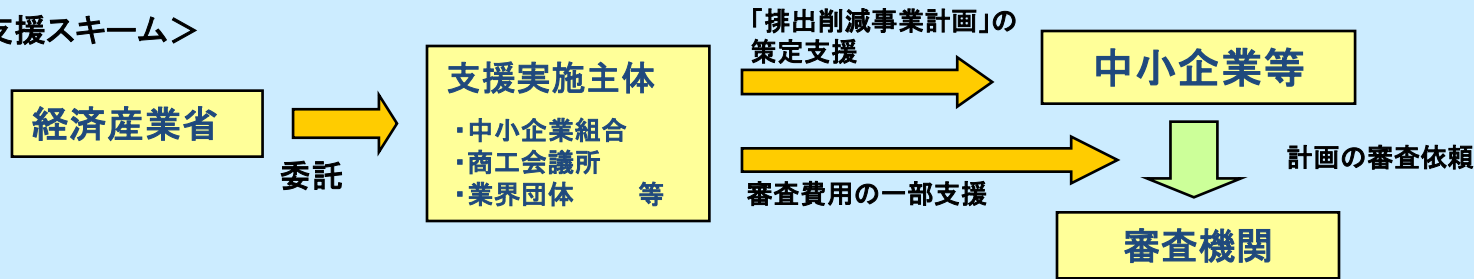 支援スキーム＞
経済産業省
委託
支援実施主体
・中小企業組合
・商工会議所
・業界団体　等
「排出削減事業計画」の
策定支援
審査費用の一部支援
中小企業等
計画の審査依頼
審査機関